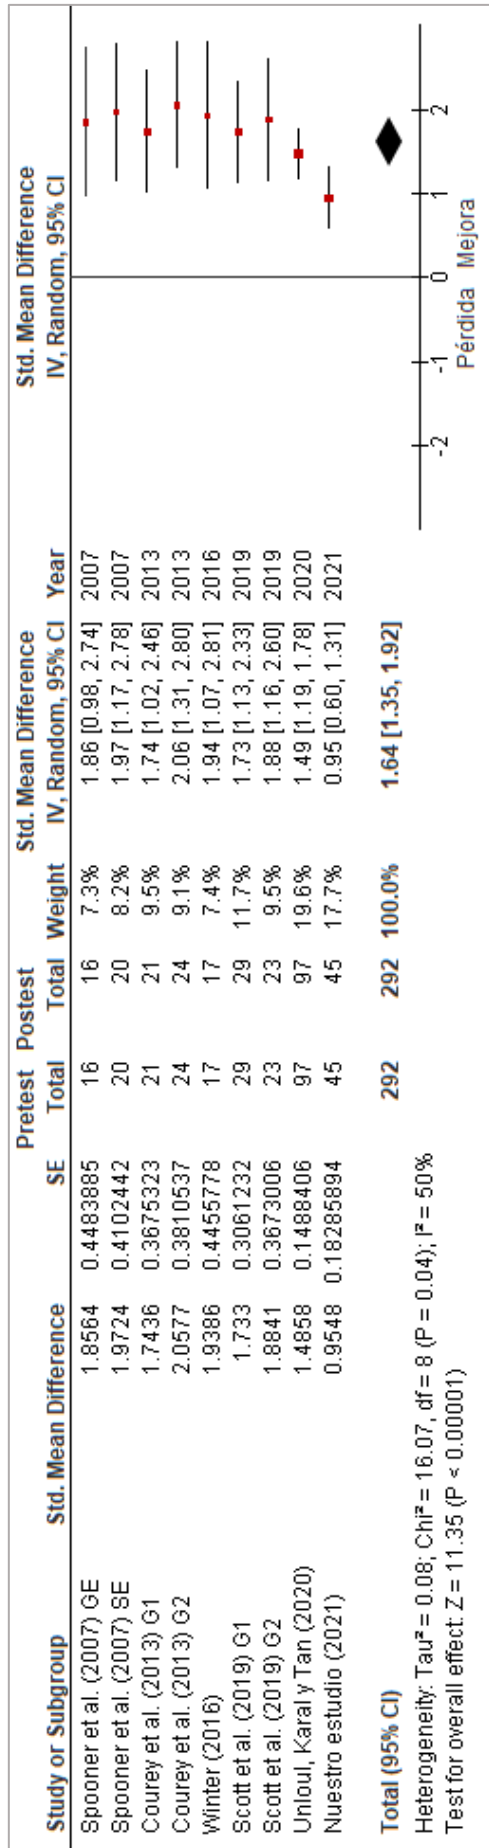 Pretest Postest Std. Mean Difference Std. Mean Difference
Study or Subgroup Std. Mean Difference SE Total Total Weight IV, Random, 95% CI Year IV, Random, 95% CI
Spooner et al. (2007) GE 1.8564 0.4483885 16 16 7.3% 1.86 [0.98, 2.74] 2007
Spooner et al. (2007) SE 1.9724 0.4102442 20 20 8.2% 1.97 [1.17, 2.78] 2007
Courey et al. (2013) G1 1.7436 0.3675323 21 21 9.5% 1.74 [1.02, 2.46] 2013
Courey et al. (2013) G2 2.0577 0.3810537 24 24 9.1% 2.06 [1.31, 2.80] 2013
Winter (2016) 1.9386 0.4455778 17 17 7.4% 1.94 [1.07, 2.81] 2016
Scott et al. (2019) G1 1.733 0.3061232 29 29 11.7% 1.73 [1.13, 2.33] 2019
Scott et al. (2019) G2 1.8841 0.3673006 23 23 9.5% 1.88 [1.16, 2.60] 2019
Unloul, Karal y Tan (2020) 1.4858 0.1488406 97 97 19.6% 1.49 [1.19, 1.78] 2020
Nuestro estudio (2021) 0.9548 0.18285894 45 45 17.7% 0.95 [0.60, 1.31] 2021
Total (95% CI) 292 292 100.0% 1.64 [1.35, 1.92]
Heterogeneity: Tau² = 0.08; Chi² = 16.07, df = 8 (P = 0.04); I² = 50%
Test for overall effect: Z = 11.35 (P < 0.00001)
-2 -1 0 1 2
Pérdida Mejora